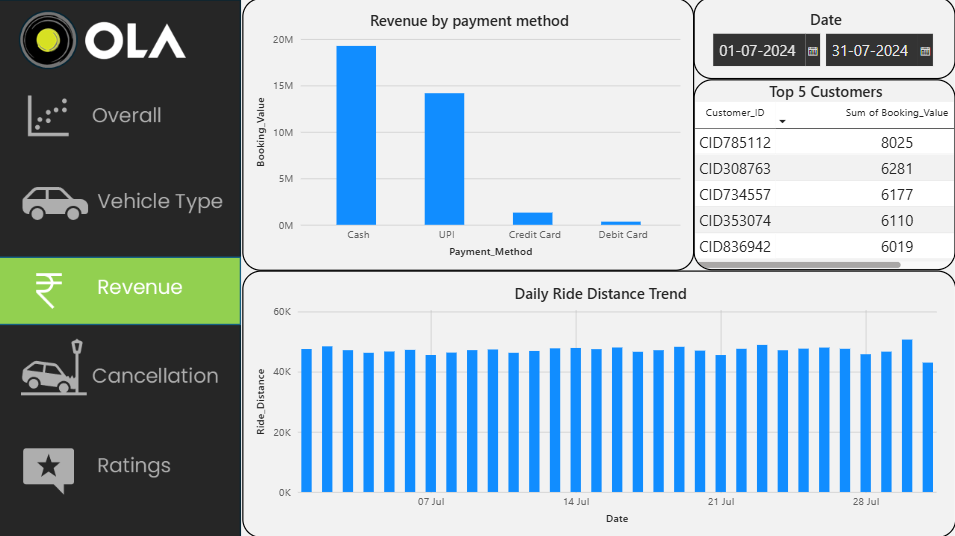 OLA
Overall
Vehicle Type
Revenue
Cancellation
Ratings
Revenue by payment method
20M
15M
10M
5M
0M
Booking_Value
Cash UPI Credit Card Debit Card
Payment_Method
Date
01-07-2024 31-07-2024
Top 5 Customers
Customer_ID Sum of Booking_Value
CID785112 8025
CID308763 6281
CID734557 6177
CID353074 6110
CID836942 6019
Daily Ride Distance Trend
60K
40K
20K
0K
Ride_Distance
07 Jul 14 Jul 21 Jul 28 Jul
Date